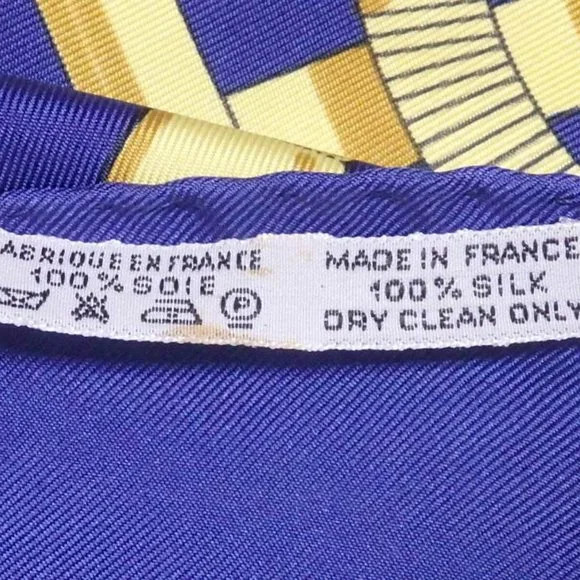 ABRIQUE EN FRANCE
100% SOIE
P
MADE IN FRANCE
100% SILK
DRY CLEAN ONLY